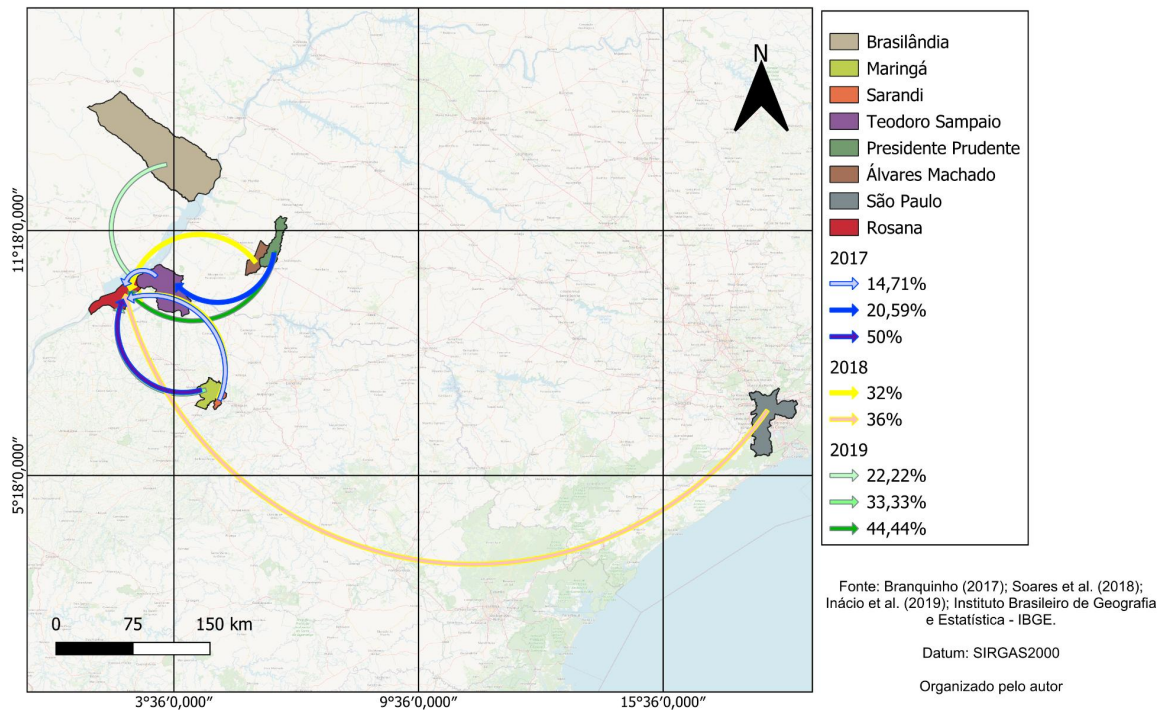 N
Brasilândia
Maringá
Sarandi
Teodoro Sampaio
Presidente Prudente
Álvares Machado
São Paulo
Rosana
2017
14,71%
20,59%
50%
2018
32%
36%
2019
22,22%
33,33%
44,44%
11°18′0,000″
5°18′0,000″
0 75 150 km
3°36′0,000″ 9°36′0,000″ 15°36′0,000″
Fonte: Branquinho (2017); Soares et al. (2018);
Inácio et al. (2019); Instituto Brasileiro de Geografia
e Estatística - IBGE.
Datum: SIRGAS2000
Organizado pelo autor